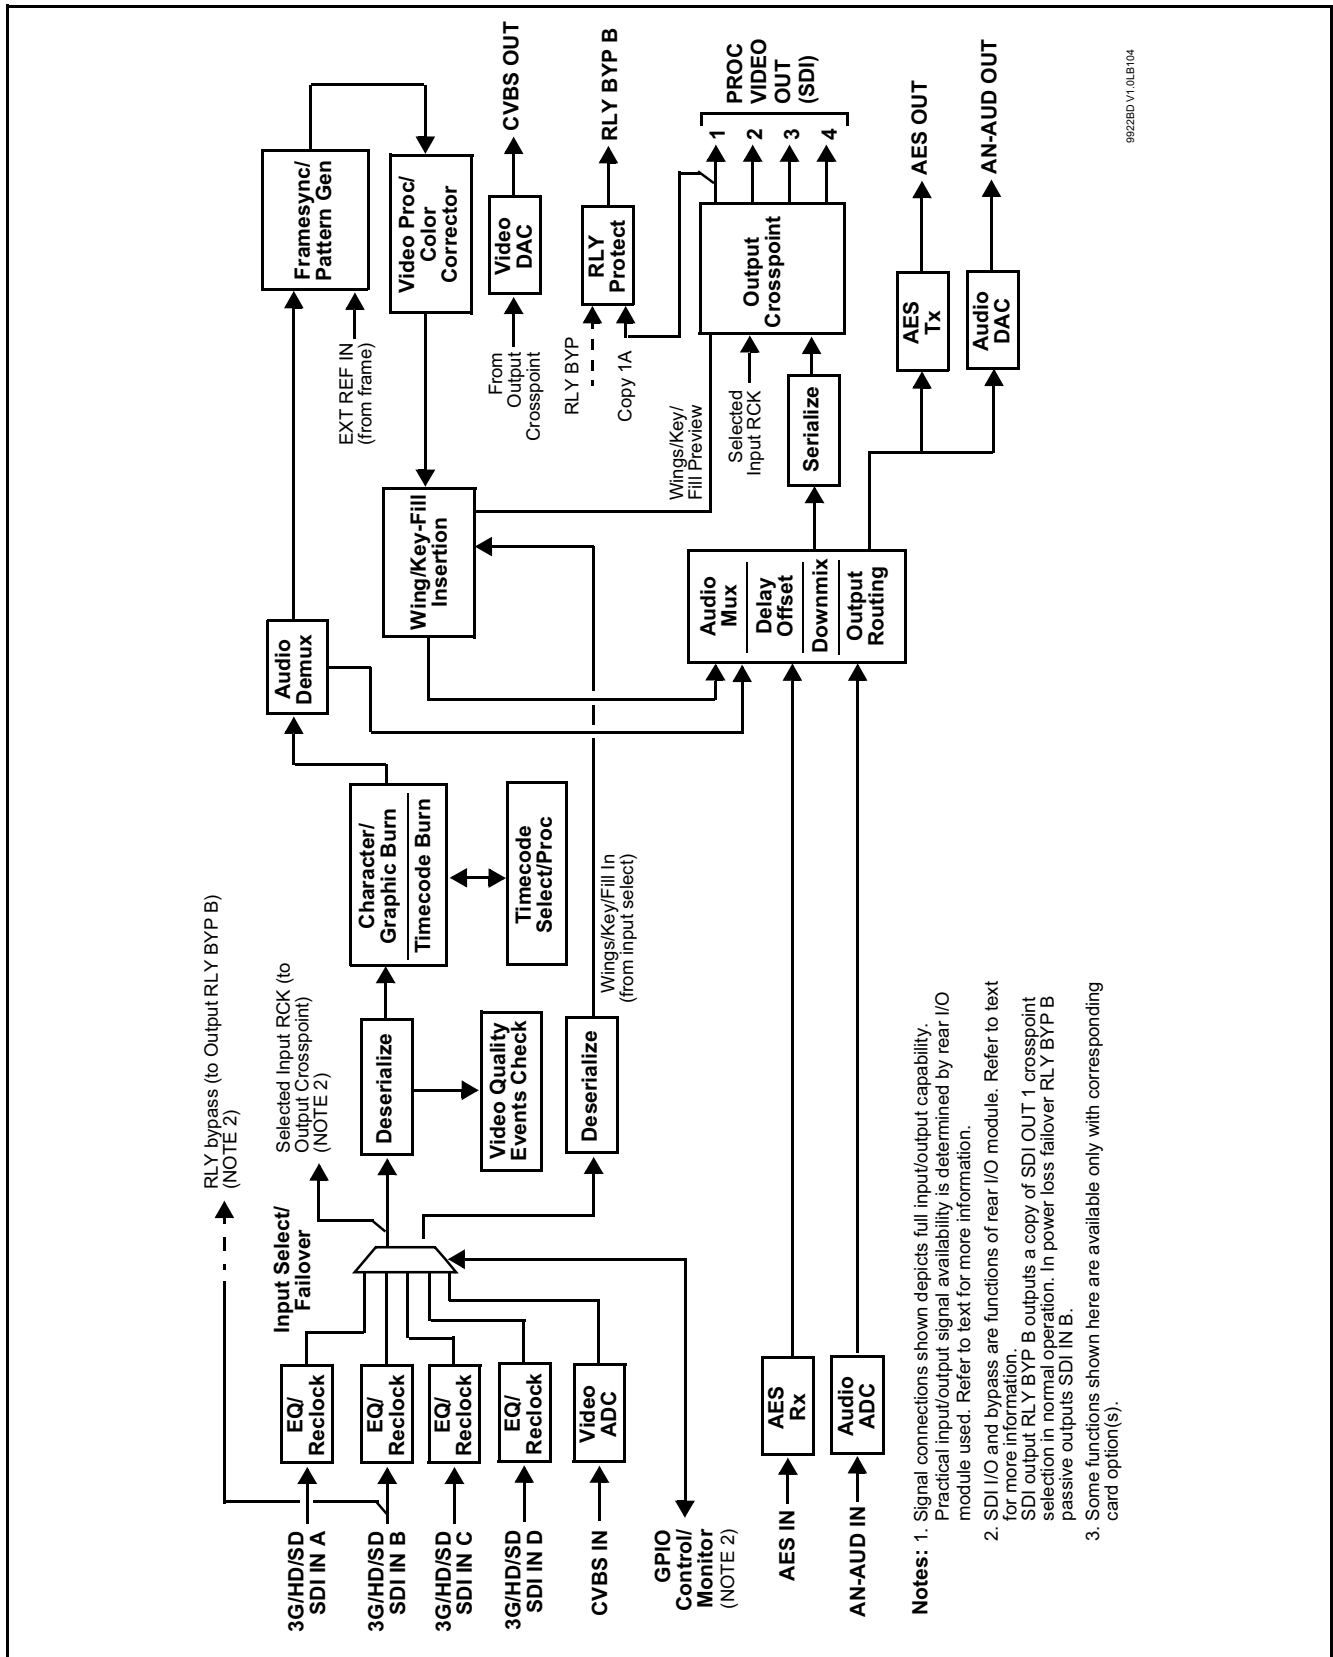 3G/HD/SD
SDI IN A
3G/HD/SD
SDI IN B
3G/HD/SD
SDI IN C
3G/HD/SD
SDI IN D
CVBS IN
GPIO
Control/
Monitor
(NOTE 2)
AES IN
AN-AUD IN
EQ/
Reclock
EQ/
Reclock
EQ/
Reclock
EQ/
Reclock
Video
ADC
AES
Rx
Audio
ADC
Input Select/
Failover
RLY bypass (to Output RLY BYP B)
(NOTE 2)
Selected Input RCK (to
Output Crosspoint)
(NOTE 2)
Deserialize
Video Quality
Events Check
Deserialize
Character/
Graphic Burn
Timecode Burn
Timecode
Select/Proc
Wings/Key/Fill In
(from input select)
Audio
Demux
Wing/Key-Fill
Insertion
Audio
Mux
Delay
Offset
Downmix
Output
Routing
EXT REF IN
(from frame)
Framesync/
Pattern Gen
Video Proc/
Color
Corrector
From
Output
Crosspoint
Video
DAC
CVBS OUT
RLY BYP
Copy 1A
RLY
Protect
RLY BYP B
Wings/Key/
Fill Preview
Selected
Input RCK
Serialize
Output
Crosspoint
1
2
3
4
PROC
VIDEO
OUT
(SDI)
AES
Tx
AES OUT
Audio
DAC
AN-AUD OUT
9922BD V1.0LB104
Notes: 1. Signal connections shown depicts full input/output capability.
Practical input/output signal availability is determined by rear I/O
module used. Refer to text for more information.
2. SDI I/O and bypass are functions of rear I/O module. Refer to text
for more information.
SDI output RLY BYP B outputs a copy of SDI OUT 1 crosspoint
selection in normal operation. In power loss failover RLY BYP B
passive outputs SDI IN B.
3. Some functions shown here are available only with corresponding
card option(s).